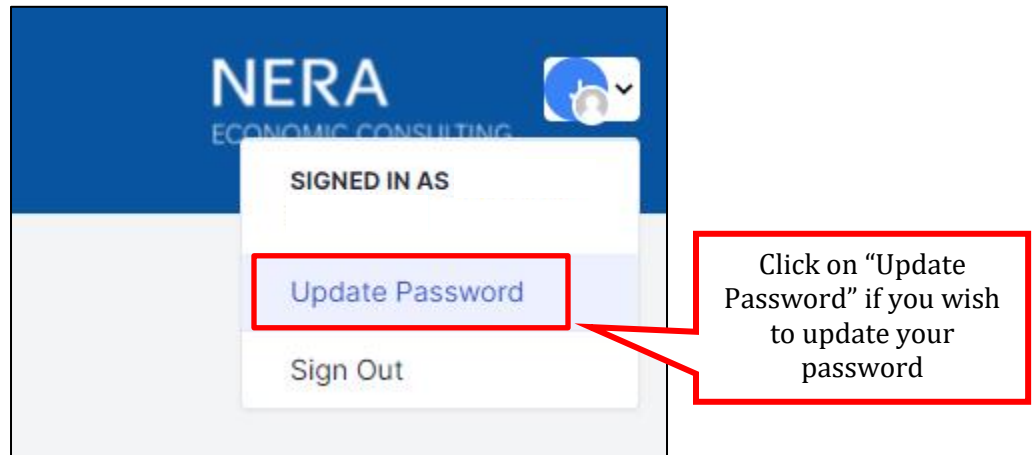 NERA
ECONOMIC CONSULTING
SIGNED IN AS
Update Password
Sign Out
Click on “Update
Password” if you wish
to update your
password